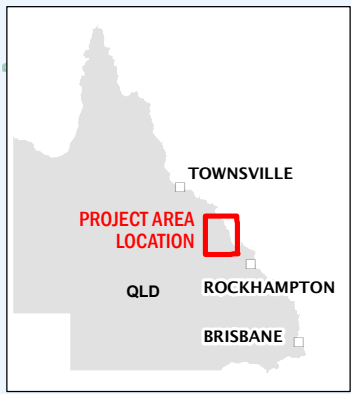 TOWNSVILLE
PROJECT AREA
LOCATION
QLD
ROCKHAMPTON
BRISBANE